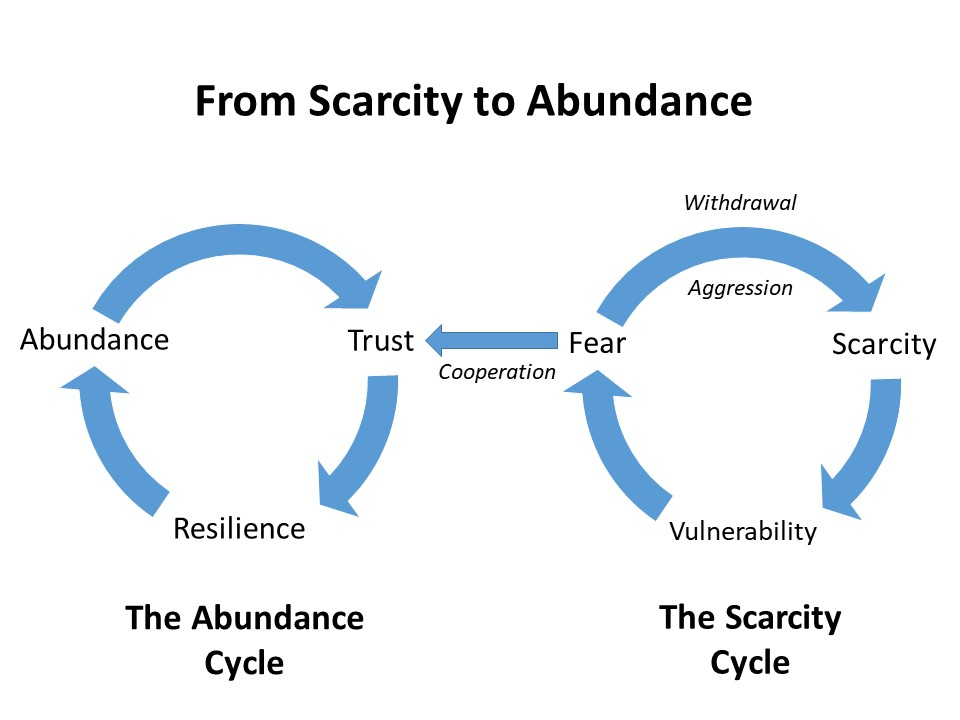 From Scarcity to Abundance
Withdrawal
Aggression
Abundance
Trust
Fear
Scarcity
Cooperation
Resilience
Vulnerability
The Abundance
Cycle
The Scarcity
Cycle